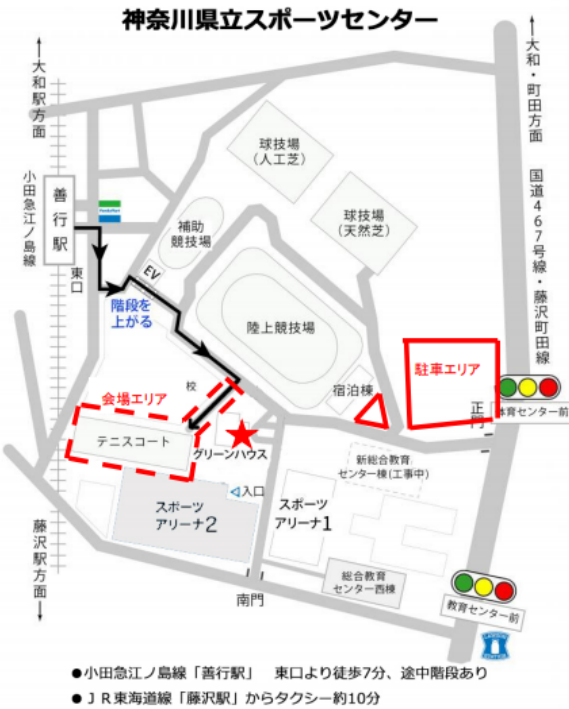 神奈川県立スポーツセンター
大和駅方面
大和・町田方面
国道467号線・藤沢町田線
球技場
(人工芝)
球技場
(天然芝)
小田急江ノ島線
善行駅
FamilyMart
補助
競技場
EV
東口
階段を
上がる
陸上競技場
駐車エリア
宿泊棟
体育センター前
正門
会場エリア
校
テニスコート
グリーンハウス
新総合教育
センター棟(工事中)
入口
スポーツ
アリーナ2
スポーツ
アリーナ1
総合教育
センター西棟
南門
教育センター前
LAWSON
藤沢駅方面
●小田急江ノ島線「善行駅」 東口より徒歩7分、途中階段あり
●ＪＲ東海道線「藤沢駅」からタクシー約10分